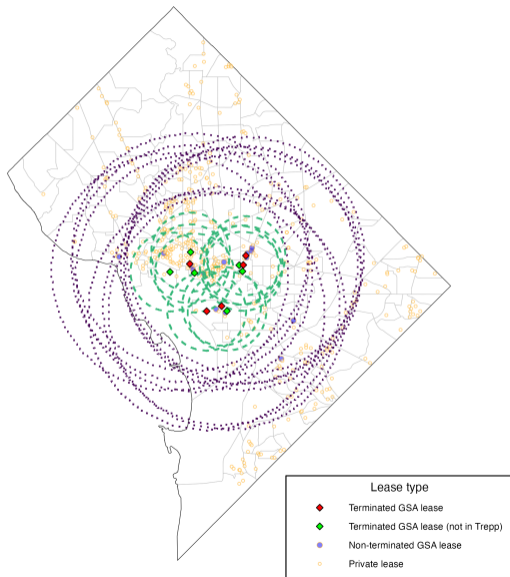 Lease type
Terminated GSA lease
Terminated GSA lease (not in Trepp)
Non-terminated GSA lease
Private lease